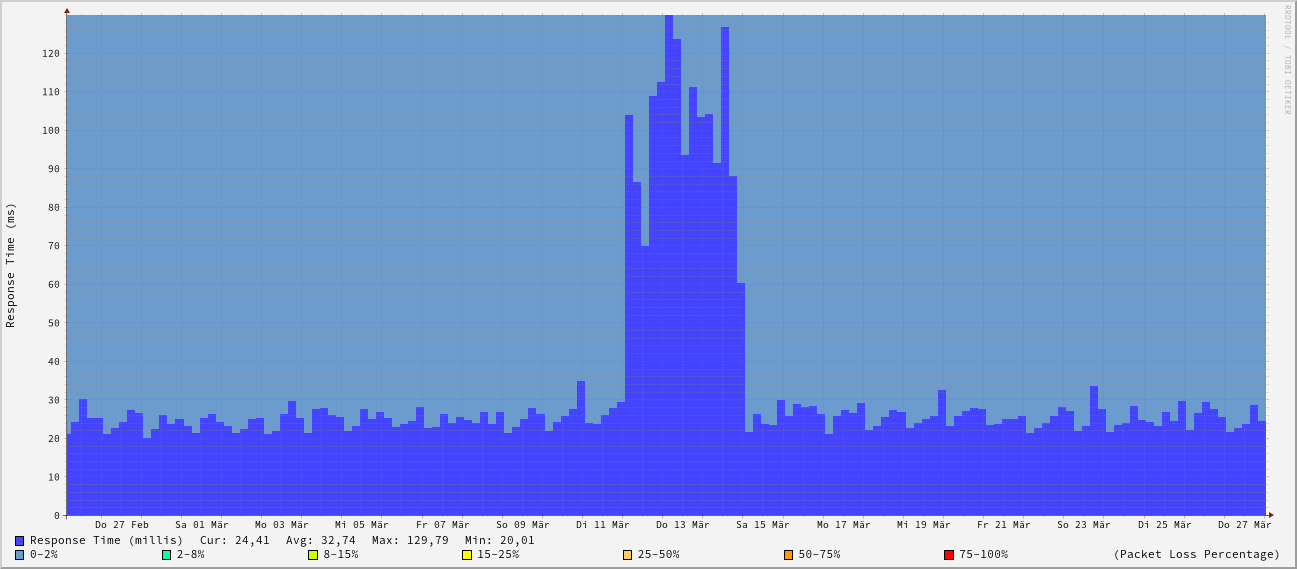 RRDTOOL / TOBI OETIKER
Response Time (ms)
120
110
100
90
80
70
60
50
40
30
20
10
0
Do 27 Feb Sa 01 Mär Mo 03 Mär Mi 05 Mär Fr 07 Mär So 09 Mär Di 11 Mär Do 13 Mär Sa 15 Mär Mo 17 Mär Mi 19 Mär Fr 21 Mär So 23 Mär Di 25 Mär Do 27 Mär
Response Time (millis) Cur: 24,41 Avg: 32,74 Max: 129,79 Min: 20,01
0-2% 2-8% 8-15% 15-25% 25-50% 50-75% 75-100% (Packet Loss Percentage)